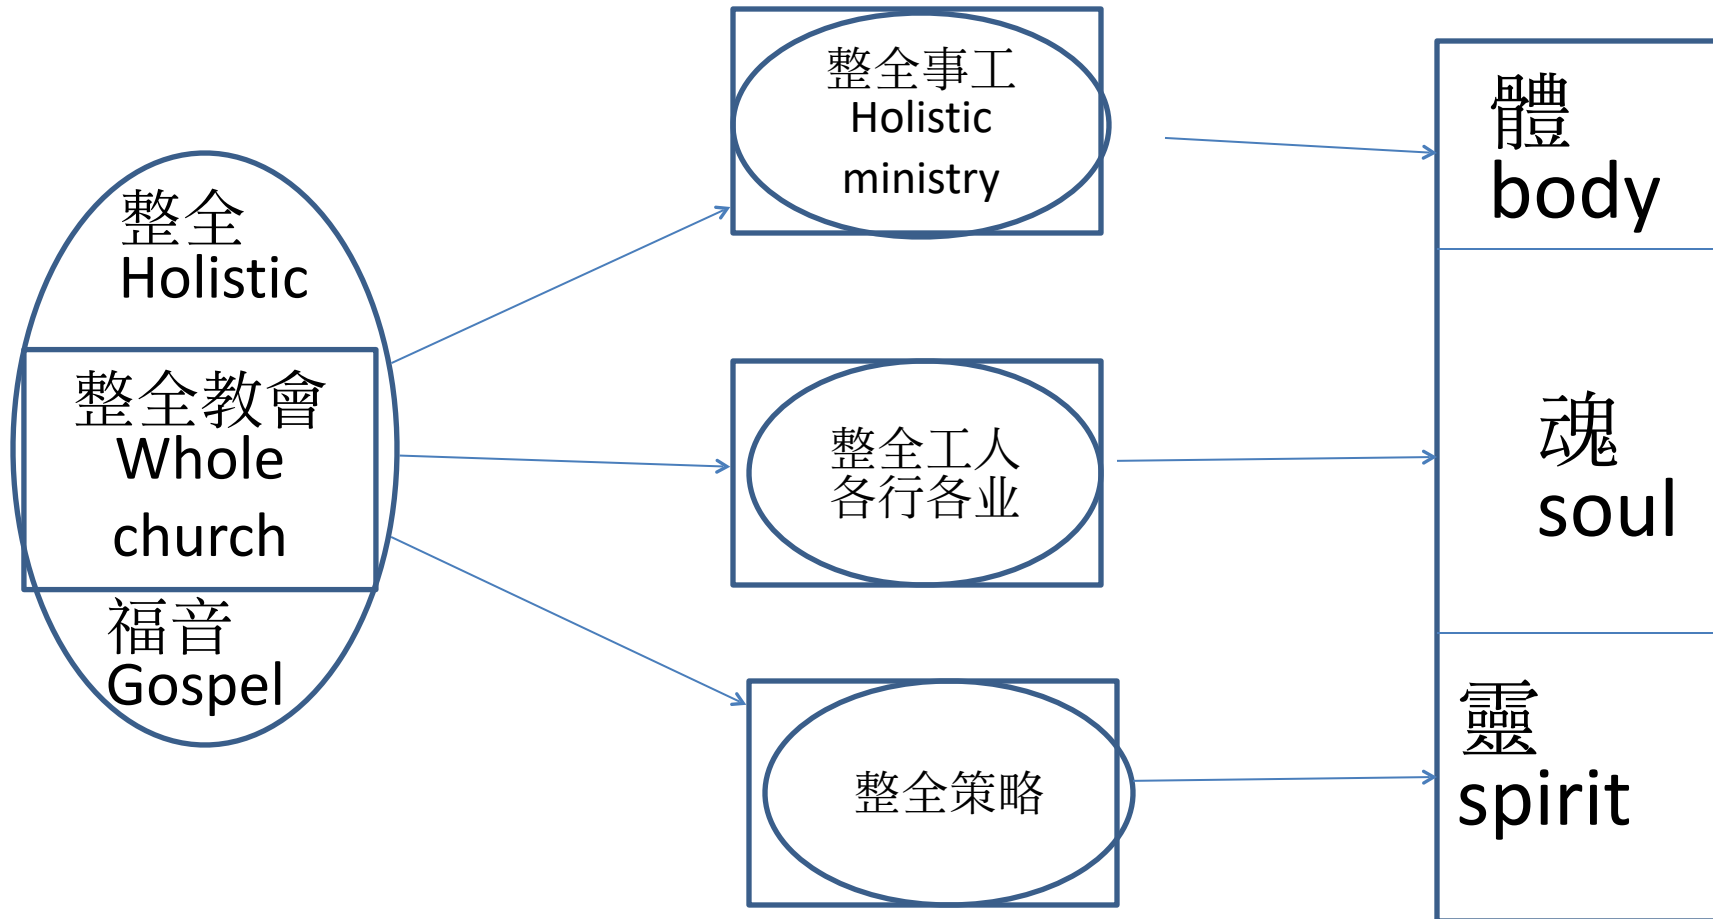 整全
Holistic
整全教會
Whole
church
福音
Gospel
整全事工
Holistic
ministry
整全工人
各行各业
整全策略
體
body
魂
soul
靈
spirit